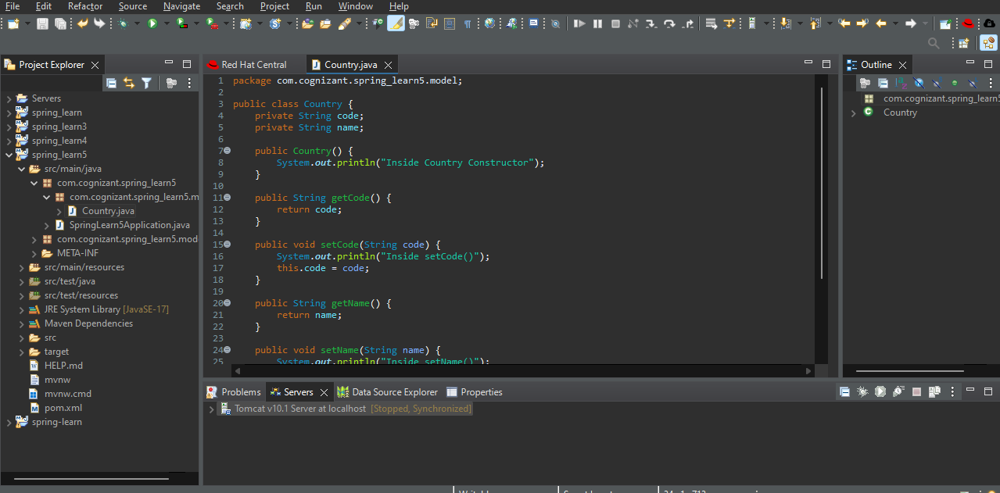 File Edit Refactor Source Navigate Search Project Run Window Help
Project Explorer
Servers
spring_learn
spring_learn3
spring_learn4
spring_learn5
src/main/java
com.cognizant.spring_learn5
com.cognizant.spring_learn5.m
Country.java
SpringLearn5Application.java
com.cognizant.spring_learn5.mod
META-INF
src/main/resources
src/test/java
src/test/resources
JRE System Library [JavaSE-17]
Maven Dependencies
src
target
HELP.md
mvnw
mvnw.cmd
pom.xml
spring-learn
Red Hat Central Country.java
1 package com.cognizant.spring_learn5.model;
2
3 public class Country {
4 private String code;
5 private String name;
6
7 public Country() {
8 System.out.println("Inside Country Constructor");
9 }
10
11 public String getCode() {
12 return code;
13 }
14
15 public void setCode(String code) {
16 System.out.println("Inside setCode()");
17 this.code = code;
18 }
19
20 public String getName() {
21 return name;
22 }
23
24 public void setName(String name) {
25 System.out.println("Inside setName()");
Outline
com.cognizant.spring_learn5
Country
Problems Servers Data Source Explorer Properties
Tomcat v10.1 Server at localhost [Stopped, Synchronized]